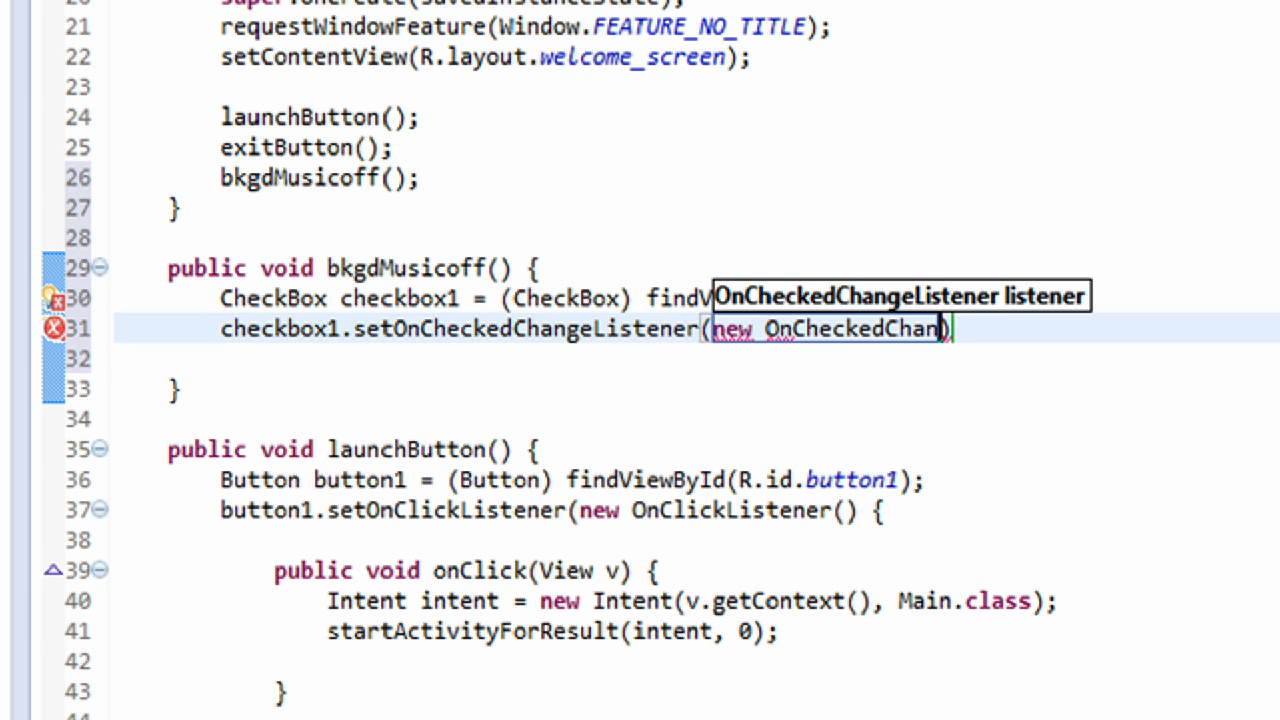 20 super.onCreate(savedInstanceState);
21 requestWindowFeature(Window.FEATURE_NO_TITLE);
22 setContentView(R.layout.welcome_screen);
23
24 launchButton();
25 exitButton();
26 bkgdMusicoff();
27 }
28
29 public void bkgdMusicoff() {
30 CheckBox checkbox1 = (CheckBox) findV
OnCheckedChangeListener listener
31 checkbox1.setOnCheckedChangeListener(new OnCheckedChan)
32
33 }
34
35 public void launchButton() {
36 Button button1 = (Button) findViewById(R.id.button1);
37 button1.setOnClickListener(new OnClickListener() {
38
39 public void onClick(View v) {
40 Intent intent = new Intent(v.getContext(), Main.class);
41 startActivityForResult(intent, 0);
42
43 }
44